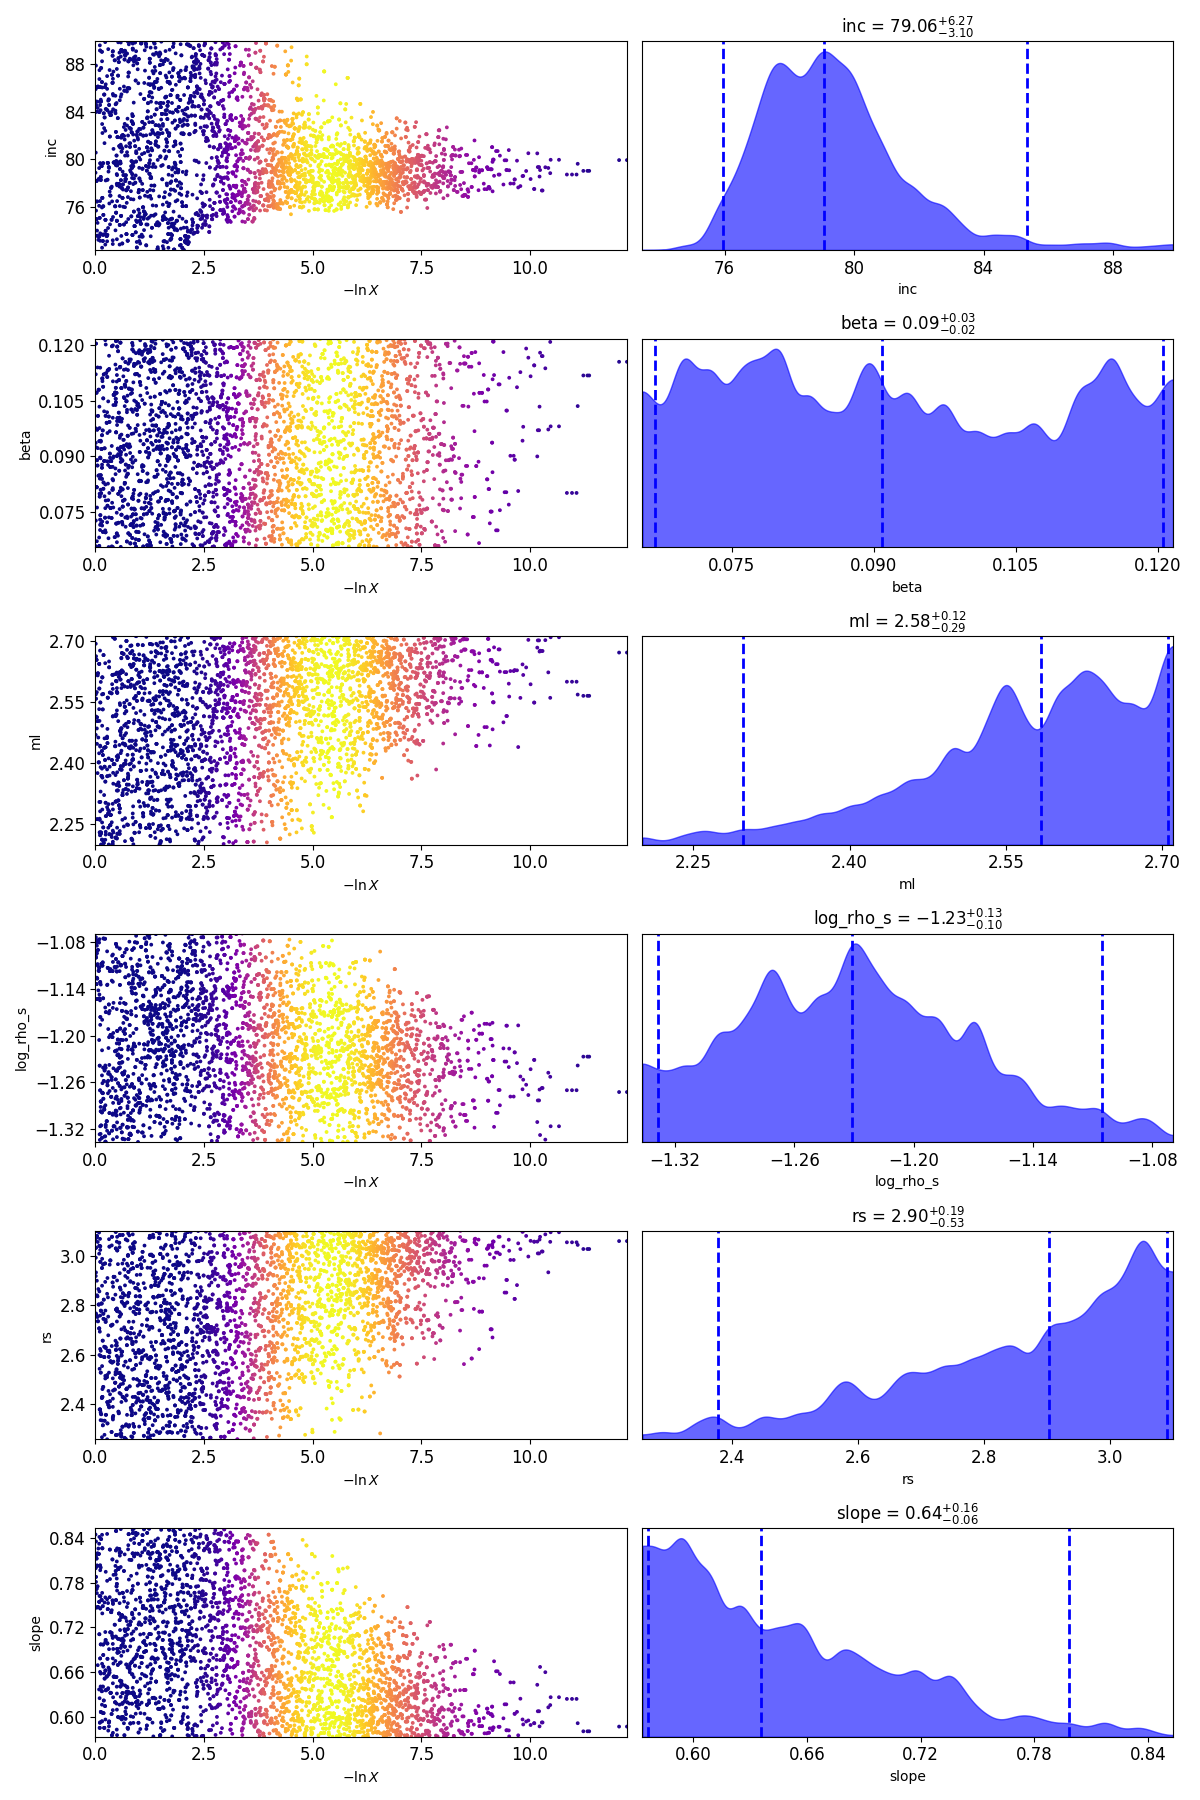 inc = 79.06 +6.27 −3.10
88
84
80
76
inc
0.0 2.5 5.0 7.5 10.0
−ln X
76 80 84 88
inc
beta = 0.09 +0.03 −0.02
0.120
0.105
0.090
0.075
beta
0.0 2.5 5.0 7.5 10.0
−ln X
0.075 0.090 0.105 0.120
beta
ml = 2.58 +0.12 −0.29
2.70
2.55
2.40
2.25
ml
0.0 2.5 5.0 7.5 10.0
−ln X
2.25 2.40 2.55 2.70
ml
log_rho_s = −1.23 +0.13 −0.10
−1.08
−1.14
−1.20
−1.26
−1.32
log_rho_s
0.0 2.5 5.0 7.5 10.0
−ln X
−1.32 −1.26 −1.20 −1.14 −1.08
log_rho_s
rs = 2.90 +0.19 −0.53
3.0
2.8
2.6
2.4
rs
0.0 2.5 5.0 7.5 10.0
−ln X
2.4 2.6 2.8 3.0
rs
slope = 0.64 +0.16 −0.06
0.84
0.78
0.72
0.66
0.60
slope
0.0 2.5 5.0 7.5 10.0
−ln X
0.60 0.66 0.72 0.78 0.84
slope